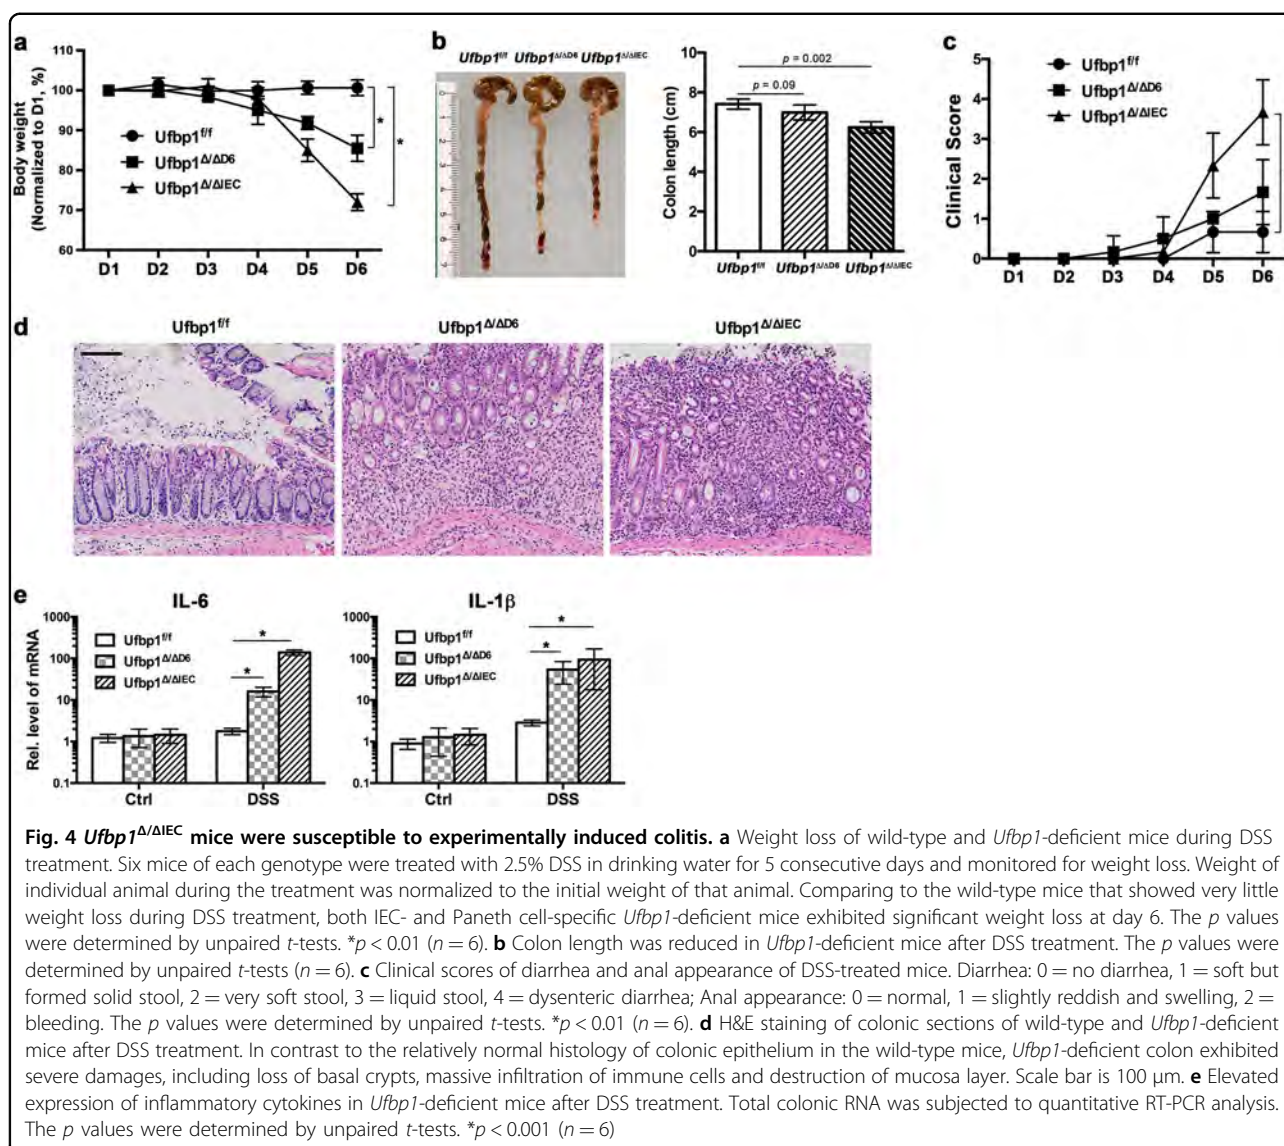 a
110
100
90
80
70
60
Body weight
(Normalized to D1, %)
Ufbp1f/f
Ufbp1Δ/ΔD6
Ufbp1Δ/ΔIEC
*
*
D1 D2 D3 D4 D5 D6
b
Ufbp1f/f Ufbp1Δ/ΔD6 Ufbp1Δ/ΔIEC
10
8
6
4
2
0
Colon length (cm)
p = 0.002
p = 0.09
Ufbp1f/f Ufbp1Δ/ΔD6 Ufbp1Δ/ΔIEC
c
5
4
3
2
1
0
Clinical Score
Ufbp1f/f
Ufbp1Δ/ΔD6
Ufbp1Δ/ΔIEC
D1 D2 D3 D4 D5 D6
d
Ufbp1f/f Ufbp1Δ/ΔD6 Ufbp1Δ/ΔIEC
e
IL-6
1000
100
10
1
0.1
Rel. level of mRNA
Ufbp1f/f
Ufbp1Δ/ΔD6
Ufbp1Δ/ΔIEC
*
*
Ctrl DSS
IL-1β
1000
100
10
1
0.1
Ufbp1f/f
Ufbp1Δ/ΔD6
Ufbp1Δ/ΔIEC
*
*
Ctrl DSS
Fig. 4 Ufbp1Δ/ΔIEC mice were susceptible to experimentally induced colitis. a Weight loss of wild-type and Ufbp1-deficient mice during DSS
treatment. Six mice of each genotype were treated with 2.5% DSS in drinking water for 5 consecutive days and monitored for weight loss. Weight of
individual animal during the treatment was normalized to the initial weight of that animal. Comparing to the wild-type mice that showed very little
weight loss during DSS treatment, both IEC- and Paneth cell-specific Ufbp1-deficient mice exhibited significant weight loss at day 6. The p values
were determined by unpaired t-tests. *p < 0.01 (n = 6). b Colon length was reduced in Ufbp1-deficient mice after DSS treatment. The p values were
determined by unpaired t-tests (n = 6). c Clinical scores of diarrhea and anal appearance of DSS-treated mice. Diarrhea: 0 = no diarrhea, 1 = soft but
formed solid stool, 2 = very soft stool, 3 = liquid stool, 4 = dysenteric diarrhea; Anal appearance: 0 = normal, 1 = slightly reddish and swelling, 2 =
bleeding. The p values were determined by unpaired t-tests. *p < 0.01 (n = 6). d H&E staining of colonic sections of wild-type and Ufbp1-deficient
mice after DSS treatment. In contrast to the relatively normal histology of colonic epithelium in the wild-type mice, Ufbp1-deficient colon exhibited
severe damages, including loss of basal crypts, massive infiltration of immune cells and destruction of mucosa layer. Scale bar is 100 μm. e Elevated
expression of inflammatory cytokines in Ufbp1-deficient mice after DSS treatment. Total colonic RNA was subjected to quantitative RT-PCR analysis.
The p values were determined by unpaired t-tests. *p < 0.001 (n = 6)